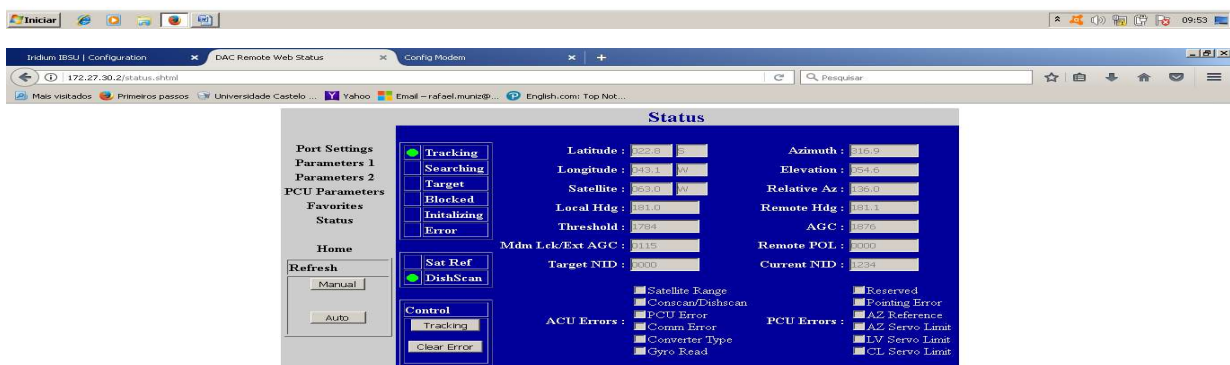 Iniciar 09:53
Iridium IBSU | Configuration DAC Remote Web Status Config Modem
172.27.30.2/status.shtml Pesquisar
Mais visitados Primeiros passos Universidade Castelo ... Yahoo Email – rafael.muniz@... English.com: Top Not...
Status
Port Settings
Parameters 1
Parameters 2
PCU Parameters
Favorites
Status
Home
Refresh
Manual
Auto
Tracking
Searching
Target
Blocked
Initalizing
Error
Sat Ref
DishScan
Control
Tracking
Clear Error
Latitude : 022.8 S Azimuth : 316.9
Longitude : 043.1 W Elevation : 054.6
Satellite : 063.0 W Relative Az : 136.0
Local Hdg : 181.0 Remote Hdg : 181.1
Threshold : 1784 AGC : 1876
Mdm Lck/Ext AGC : 0115 Remote POL : 0000
Target NID : 0000 Current NID : 1234
ACU Errors :
Satellite Range
Conscan/Dishscan
PCU Error
Comm Error
Converter Type
Gyro Read
PCU Errors :
Reserved
Pointing Error
AZ Reference
AZ Servo Limit
LV Servo Limit
CL Servo Limit